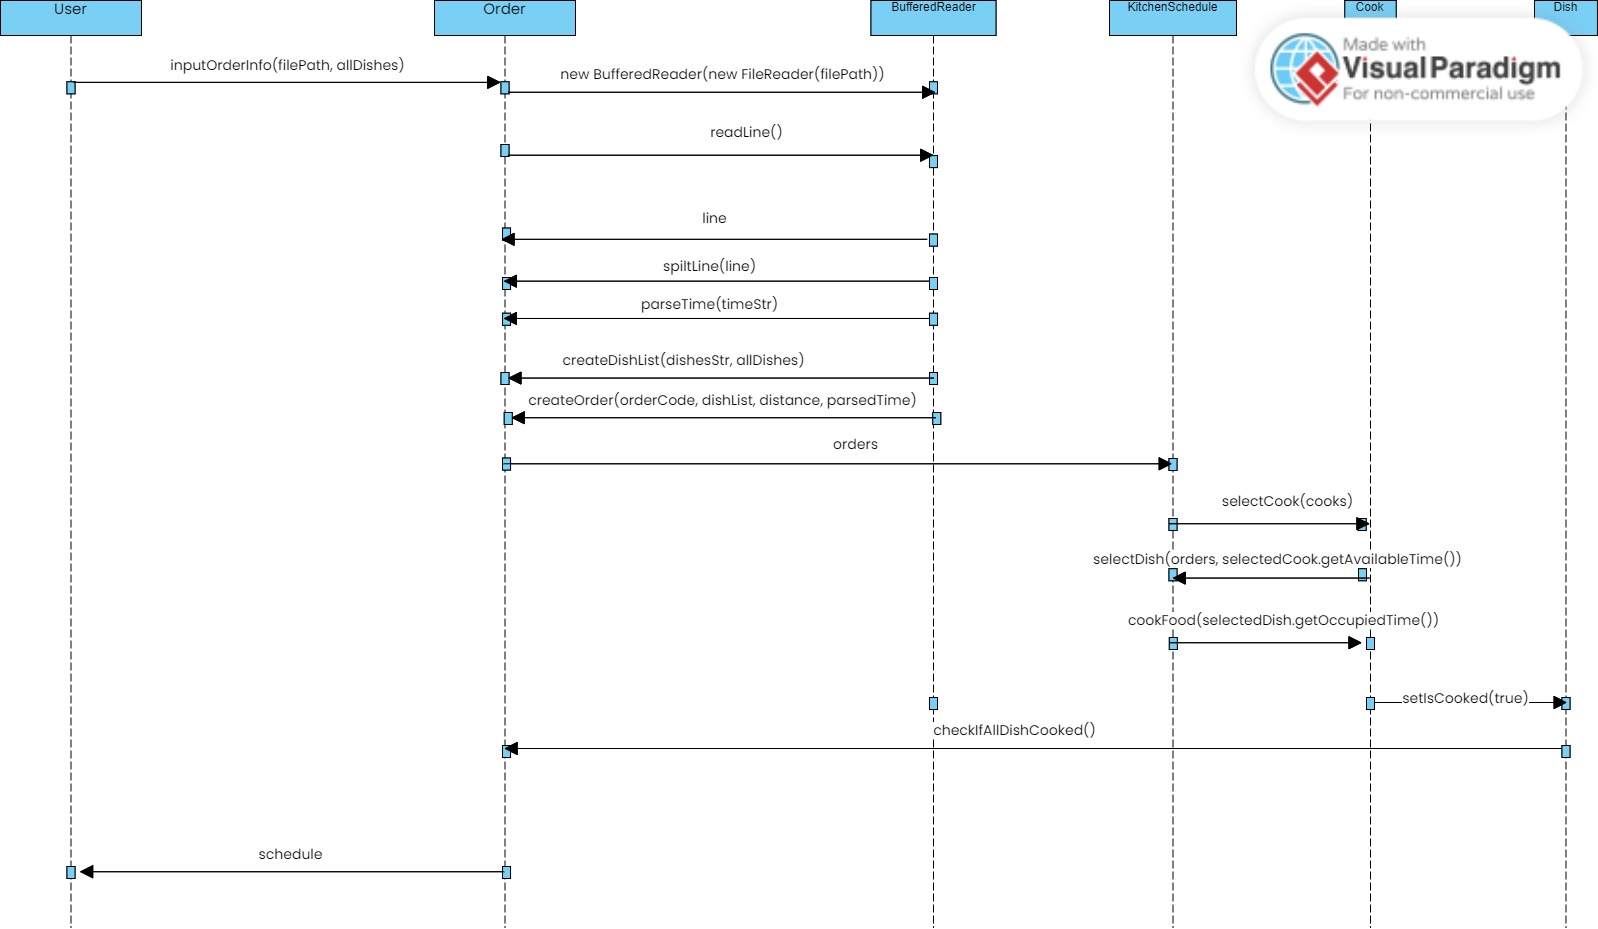 User
Order
BufferedReader
KitchenSchedule
Cook
Dish
Made with
VisualParadigm
For non-commercial use
inputOrderInfo(filePath, allDishes)
new BufferedReader(new FileReader(filePath))
readLine()
line
spiltLine(line)
parseTime(timeStr)
createDishList(dishesStr, allDishes)
createOrder(orderCode, dishList, distance, parsedTime)
orders
selectCook(cooks)
selectDish(orders, selectedCook.getAvailableTime())
cookFood(selectedDish.getOccupiedTime())
setIsCooked(true)
checkIfAllDishCooked()
schedule